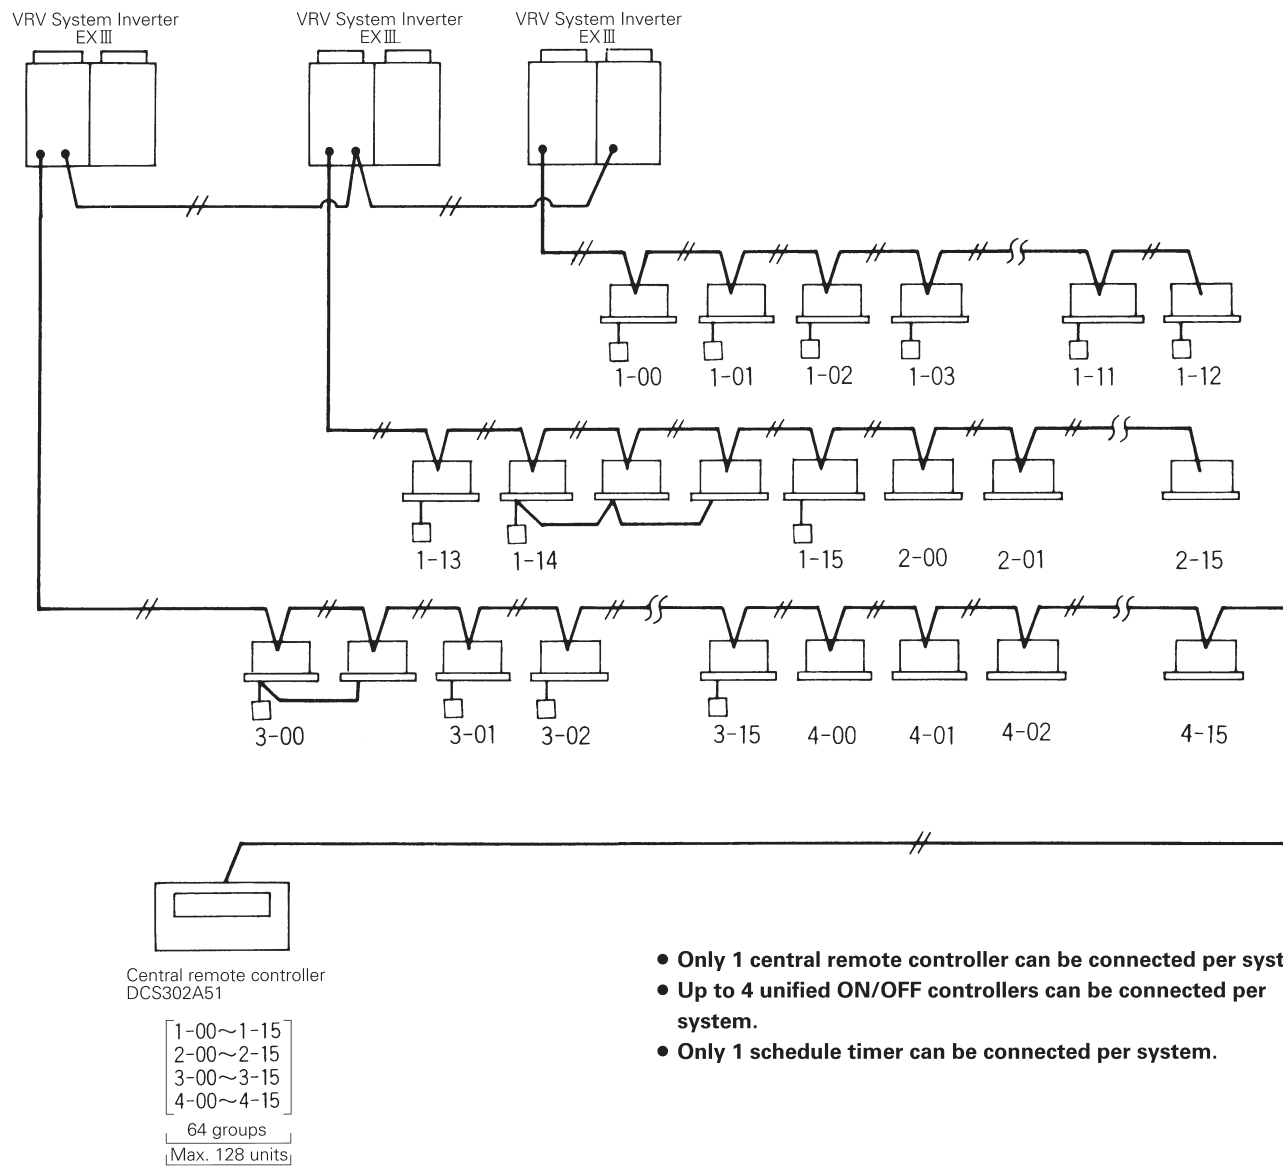 VRV System Inverter
EX III
VRV System Inverter
EX III
VRV System Inverter
EX III
1-00 1-01 1-02 1-03 1-11 1-12
1-13 1-14 1-15 2-00 2-01 2-15
3-00 3-01 3-02 3-15 4-00 4-01 4-02 4-15
Central remote controller
DCS302A51
1-00~1-15
2-00~2-15
3-00~3-15
4-00~4-15
64 groups
Max. 128 units
● Only 1 central remote controller can be connected per syst
● Up to 4 unified ON/OFF controllers can be connected per
system.
● Only 1 schedule timer can be connected per system.